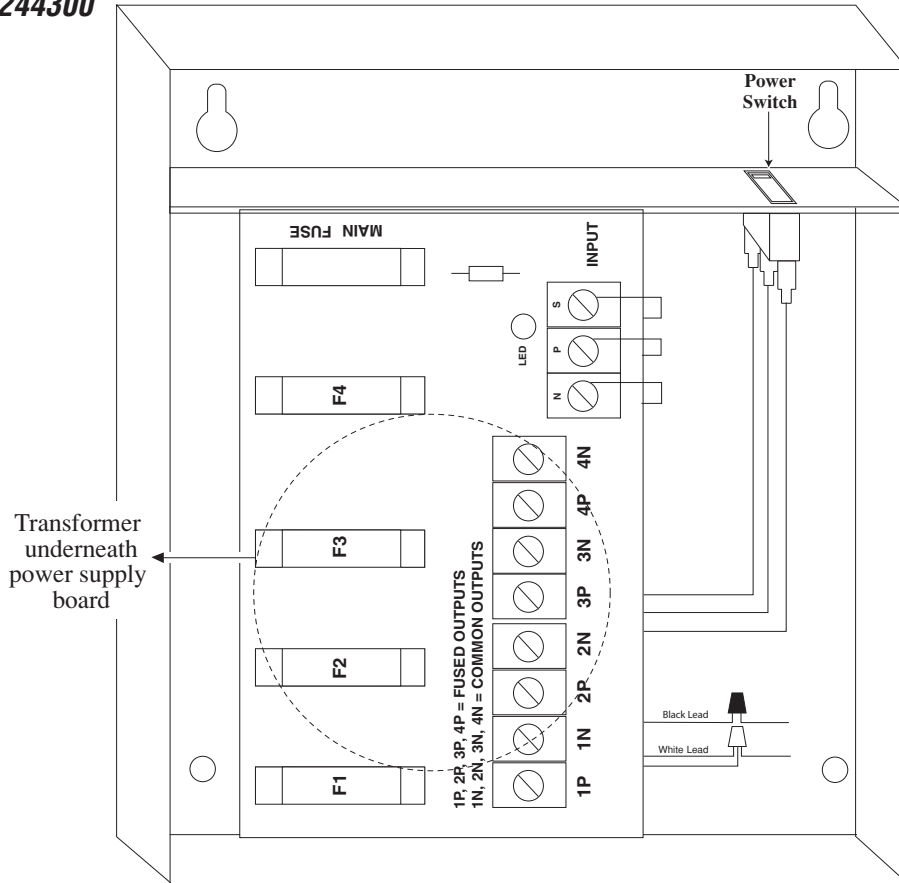 244300
Power
Switch
MAIN FUSE
INPUT
S
LED
P
N
F4
4N
4P
Transformer
underneath
power supply
board
F3
3N
3P
1P, 2P, 3P, 4P = FUSED OUTPUTS
1N, 2N, 3N, 4N = COMMON OUTPUTS
2N
F2
2P
Black Lead
1N
White Lead
F1
1P